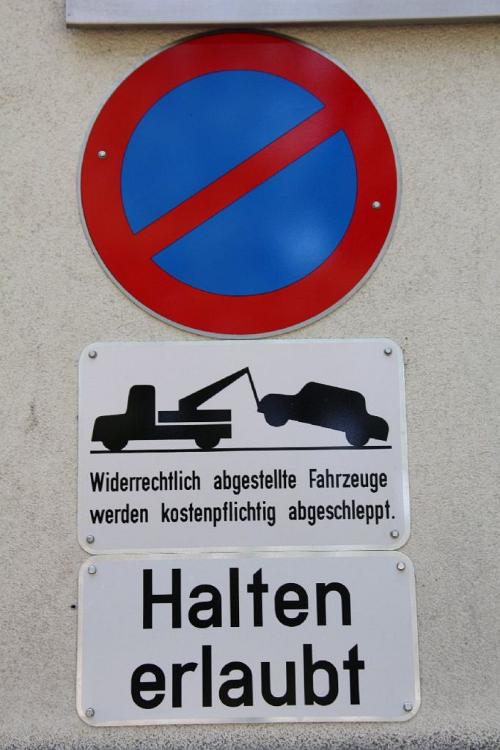 Widerrechtlich abgestellte Fahrzeuge
werden kostenpflichtig abgeschleppt.
Halten
erlaubt